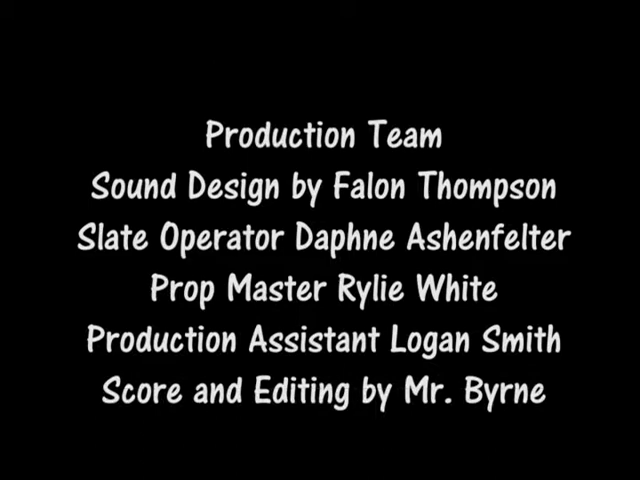 Production Team
Sound Design by Falon Thompson
Slate Operator Daphne Ashenfelter
Prop Master Rylie White
Production Assistant Logan Smith
Score and Editing by Mr. Byrne